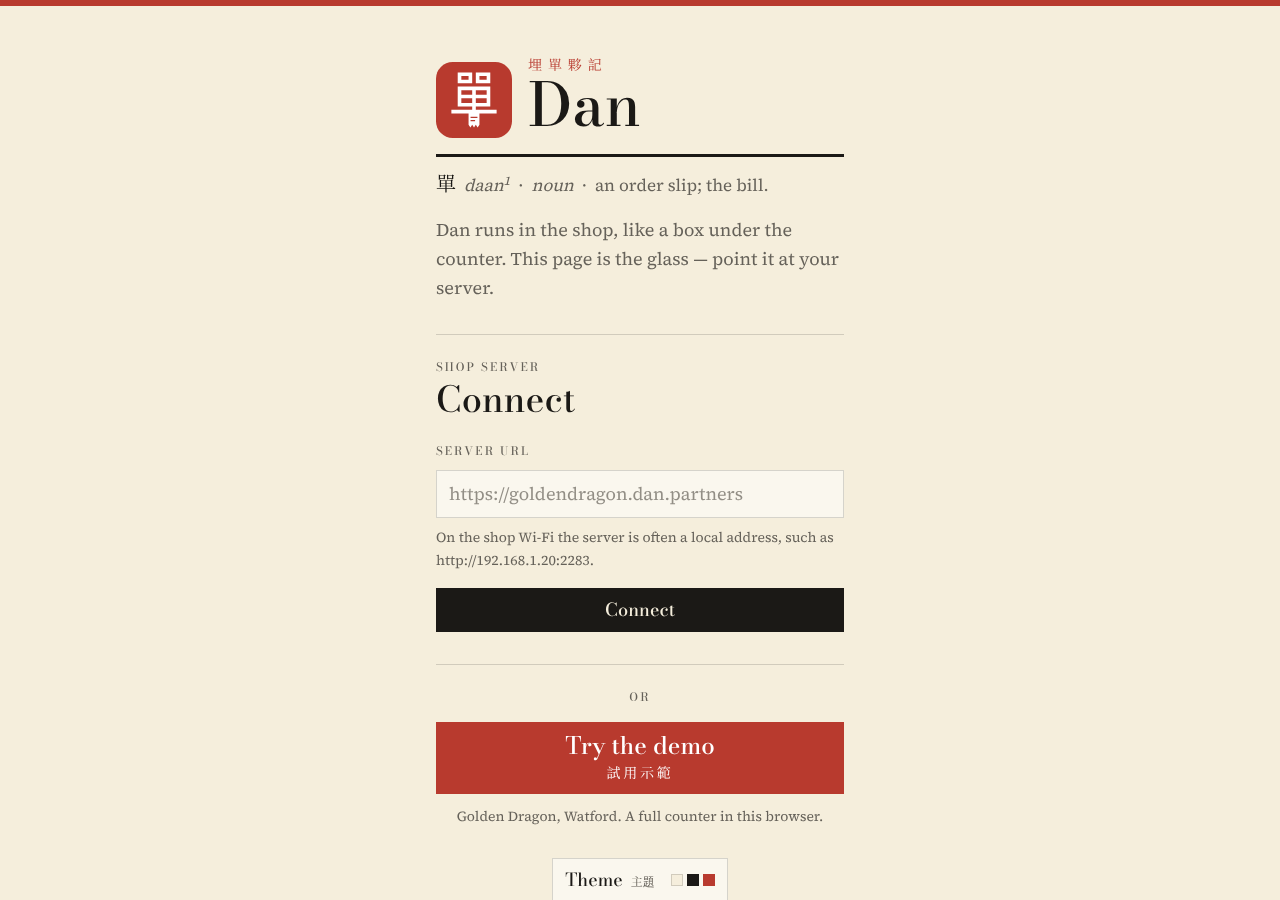 單
埋單夥記
Dan
單 daan¹ · noun · an order slip; the bill.
Dan runs in the shop, like a box under the
counter. This page is the glass — point it at your
server.
SHOP SERVER
Connect
SERVER URL
https://goldendragon.dan.partners
On the shop Wi-Fi the server is often a local address, such as
http://192.168.1.20:2283.
Connect
OR
Try the demo
試用示範
Golden Dragon, Watford. A full counter in this browser.
Theme 主題